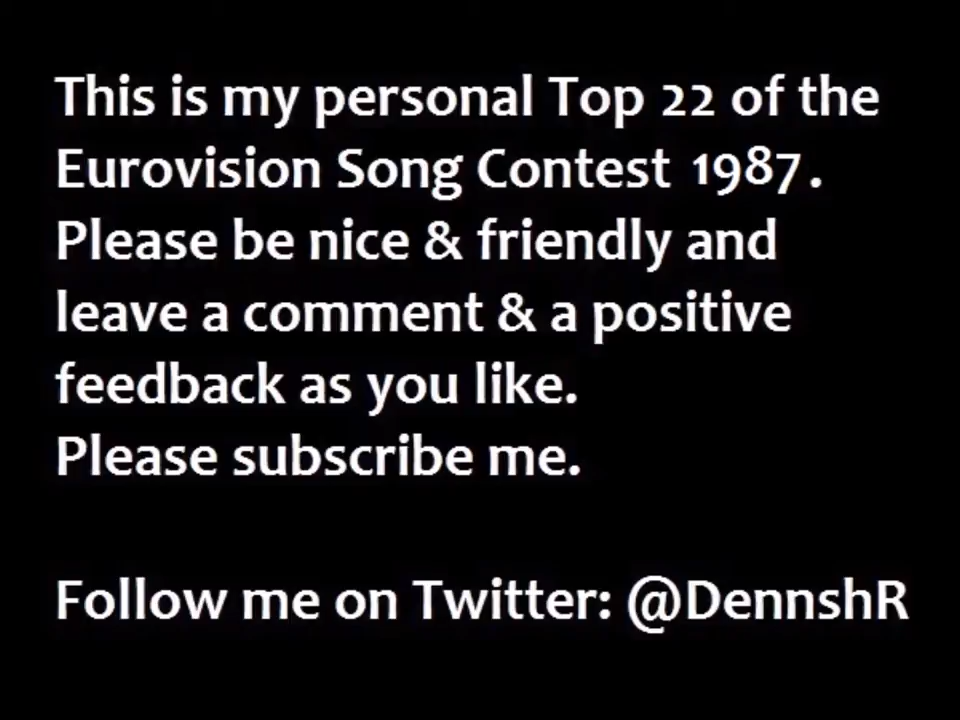 This is my personal Top 22 of the
Eurovision Song Contest 1987.
Please be nice & friendly and
leave a comment & a positive
feedback as you like.
Please subscribe me.
Follow me on Twitter: @DennshR